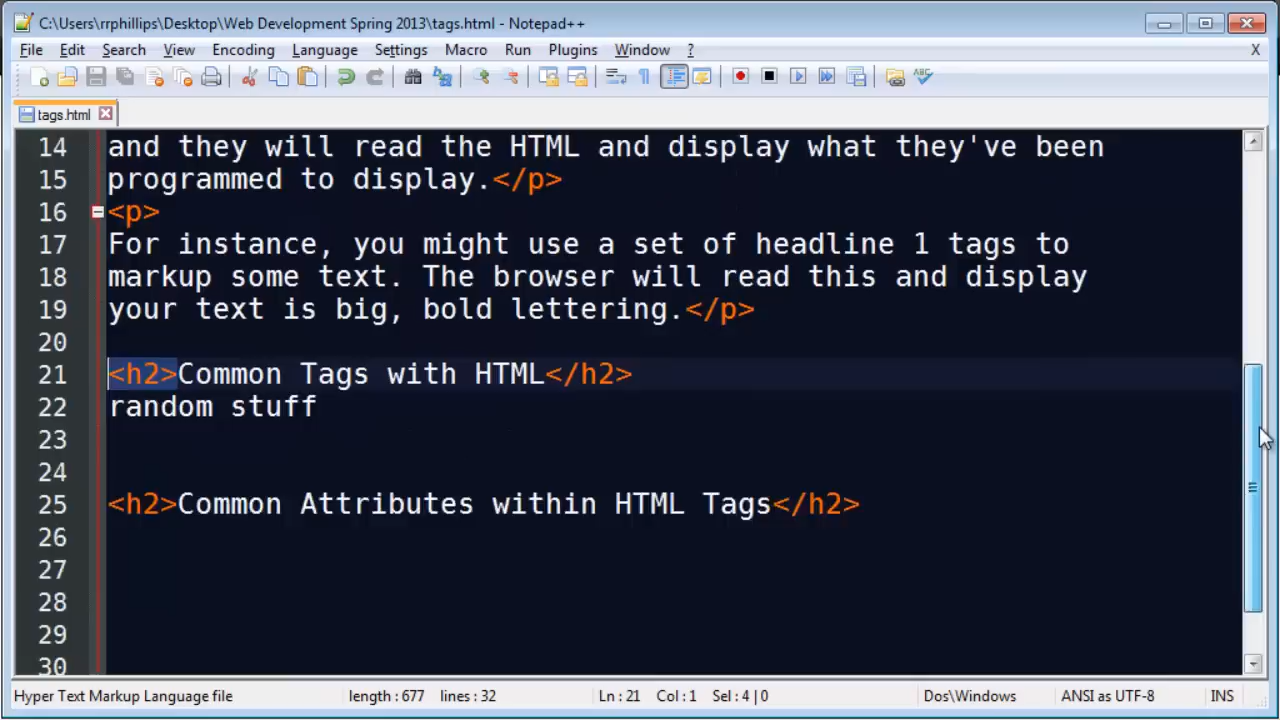 C:\Users\rrphillips\Desktop\Web Development Spring 2013\tags.html - Notepad++
File Edit Search View Encoding Language Settings Macro Run Plugins Window ? X
tags.html
14 and they will read the HTML and display what they've been
15 programmed to display.</p>
16 <p>
17 For instance, you might use a set of headline 1 tags to
18 markup some text. The browser will read this and display
19 your text is big, bold lettering.</p>
20
21 <h2>Common Tags with HTML</h2>
22 random stuff
23
24
25 <h2>Common Attributes within HTML Tags</h2>
26
27
28
29
30
Hyper Text Markup Language file length : 677 lines : 32 Ln : 21 Col : 1 Sel : 4 | 0 Dos\Windows ANSI as UTF-8 INS